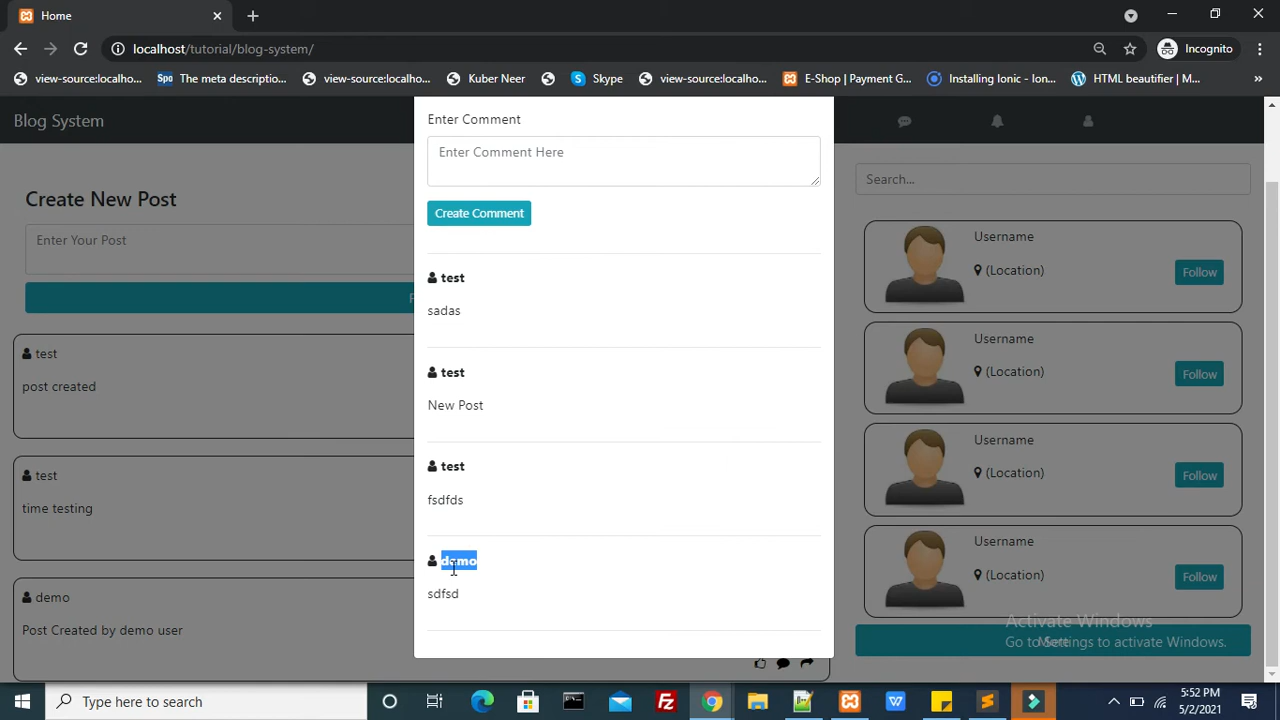 Home
localhost/tutorial/blog-system/
Incognito
view-source:localho...
Spo
The meta descriptio...
view-source:localho...
Kuber Neer
Skype
view-source:localho...
E-Shop | Payment G...
Installing Ionic - Ion...
HTML beautifier | M...
»
Blog System
Enter Comment
Enter Comment Here
Create Comment
test
sadas
test
New Post
test
fsdfds
demo
sdfsd
Create New Post
Enter Your Post
test
post created
test
time testing
demo
Post Created by demo user
Search...
Username
(Location)
Follow
Username
(Location)
Follow
Username
(Location)
Follow
Username
(Location)
Follow
More
Activate Windows
Go to Settings to activate Windows.
Type here to search
5:52 PM
5/2/2021